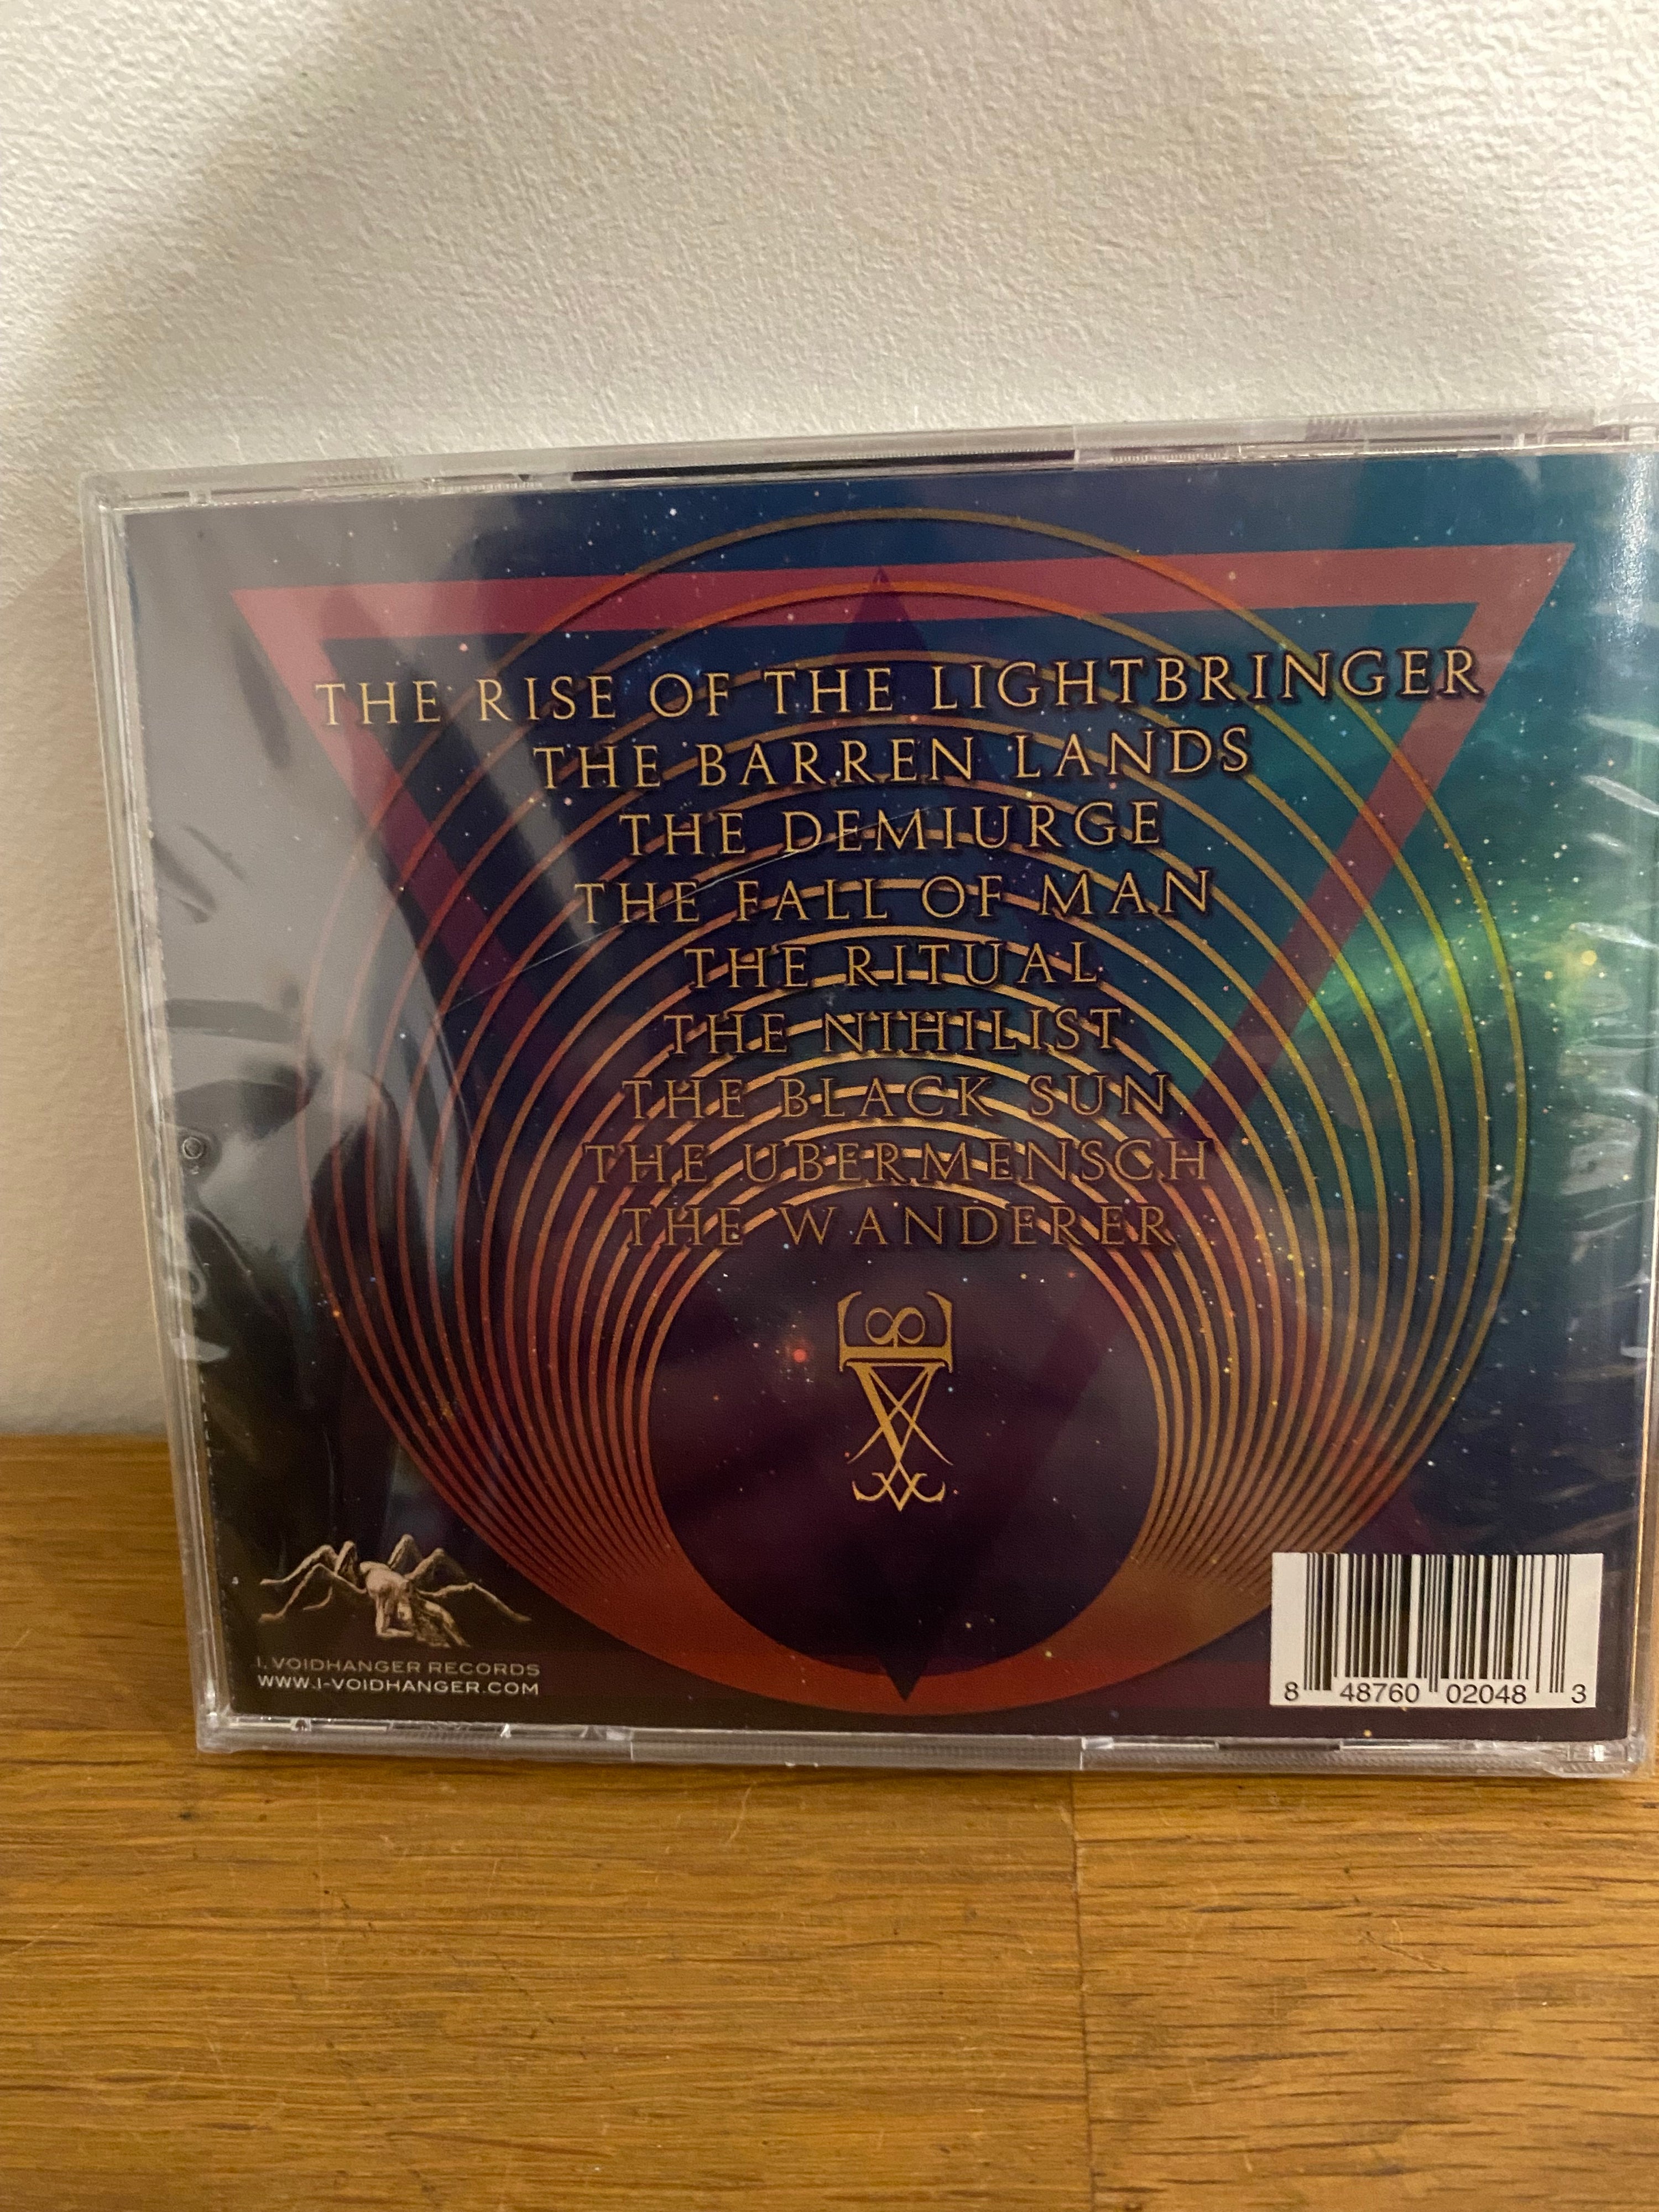 THE RISE OF THE LIGHTBRINGER
THE BARREN LANDS
THE DEMIURGE
THE FALL OF MAN
THE RITUAL
THE NIHILIST
THE BLACK SUN
THE UBERMENSCH
THE WANDERER
I, VOIDHANGER RECORDS
WWW.I-VOIDHANGER.COM
8 48760 02048 3